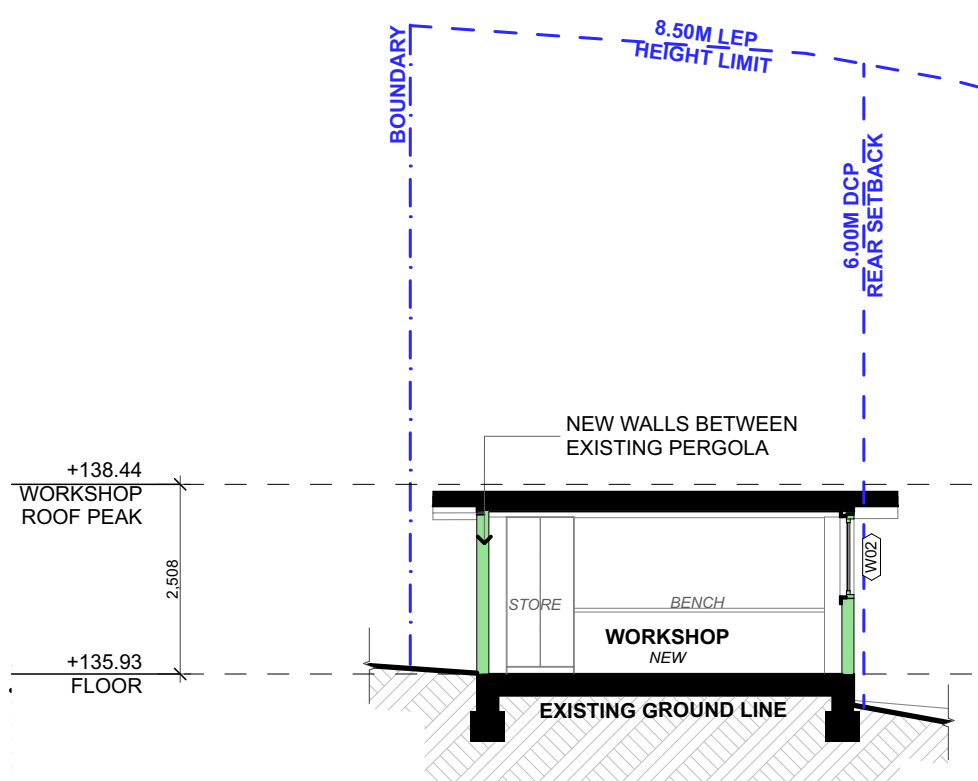 8.50M LEP
HEIGHT LIMIT
BOUNDARY
6.00M DCP
REAR SETBACK
NEW WALLS BETWEEN
EXISTING PERGOLA
+138.44
WORKSHOP
ROOF PEAK
2,508
W02
STORE
BENCH
WORKSHOP
NEW
+135.93
FLOOR
EXISTING GROUND LINE